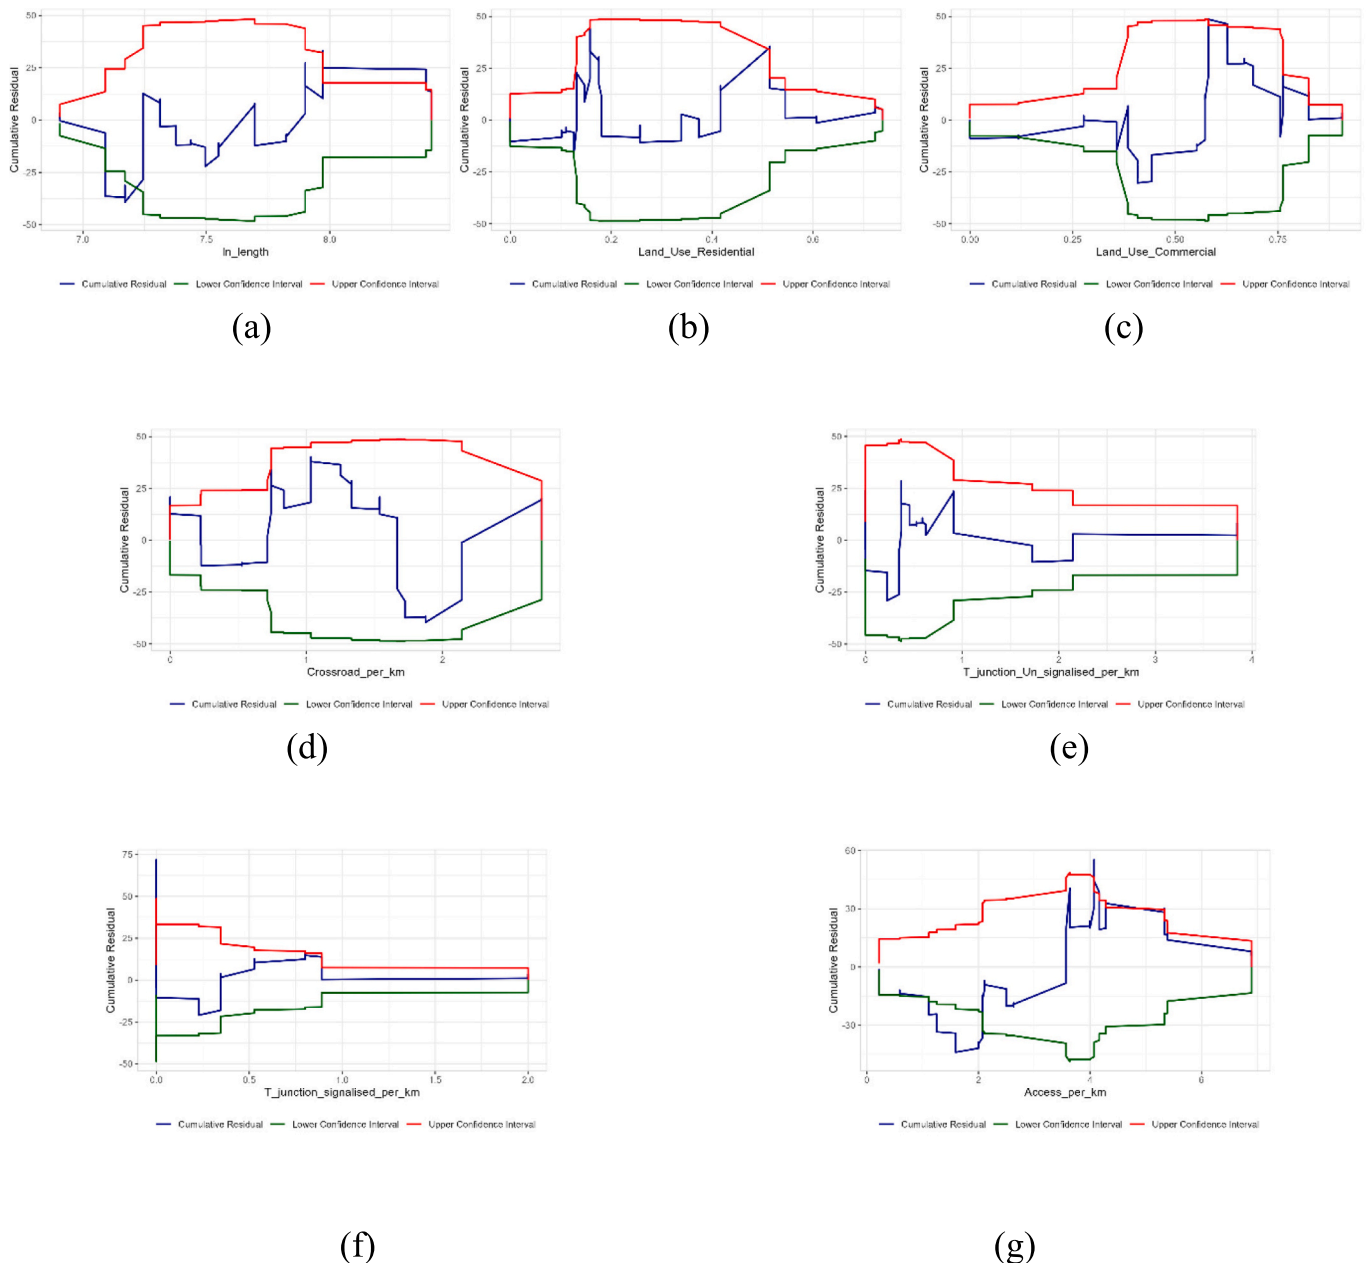 50
25
0
-25
-50
Cumulative Residual
7.0 7.5 8.0
ln_length
Cumulative Residual Lower Confidence Interval Upper Confidence Interval
(a)
50
25
0
-25
-50
Cumulative Residual
0.0 0.2 0.4 0.6
Land_Use_Residential
Cumulative Residual Lower Confidence Interval Upper Confidence Interval
(b)
50
25
0
-25
-50
Cumulative Residual
0.00 0.25 0.50 0.75
Land_Use_Commercial
Cumulative Residual Lower Confidence Interval Upper Confidence Interval
(c)
50
25
0
-25
-50
Cumulative Residual
0 1 2
Crossroad_per_km
Cumulative Residual Lower Confidence Interval Upper Confidence Interval
(d)
50
25
0
-25
-50
Cumulative Residual
0 1 2 3 4
T_junction_Un_signalised_per_km
Cumulative Residual Lower Confidence Interval Upper Confidence Interval
(e)
75
50
25
0
-25
-50
Cumulative Residual
0.0 0.5 1.0 1.5 2.0
T_junction_signalised_per_km
Cumulative Residual Lower Confidence Interval Upper Confidence Interval
(f)
60
30
0
-30
Cumulative Residual
0 2 4 6
Access_per_km
Cumulative Residual Lower Confidence Interval Upper Confidence Interval
(g)